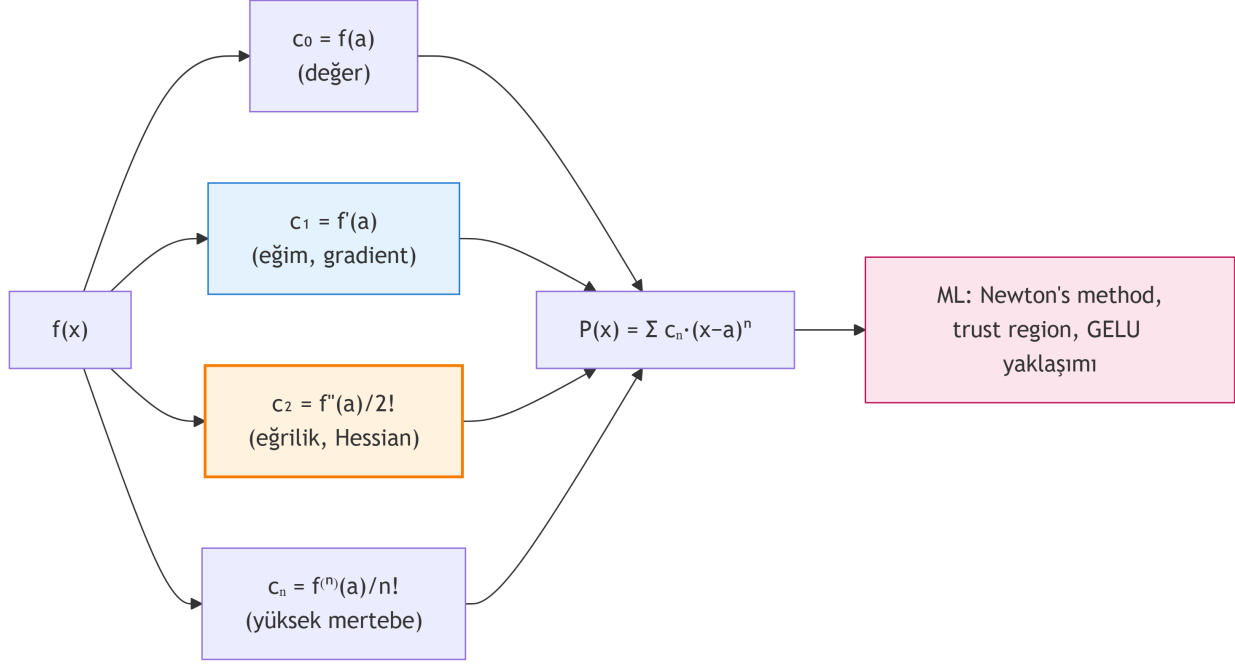 f(x)
c₀ = f(a)
(değer)
c₁ = f'(a)
(eğim, gradient)
c₂ = f''(a)/2!
(eğrilik, Hessian)
cₙ = f⁽ⁿ⁾(a)/n!
(yüksek mertebe)
P(x) = Σ cₙ·(x−a)ⁿ
ML: Newton's method,
trust region, GELU
yaklaşımı